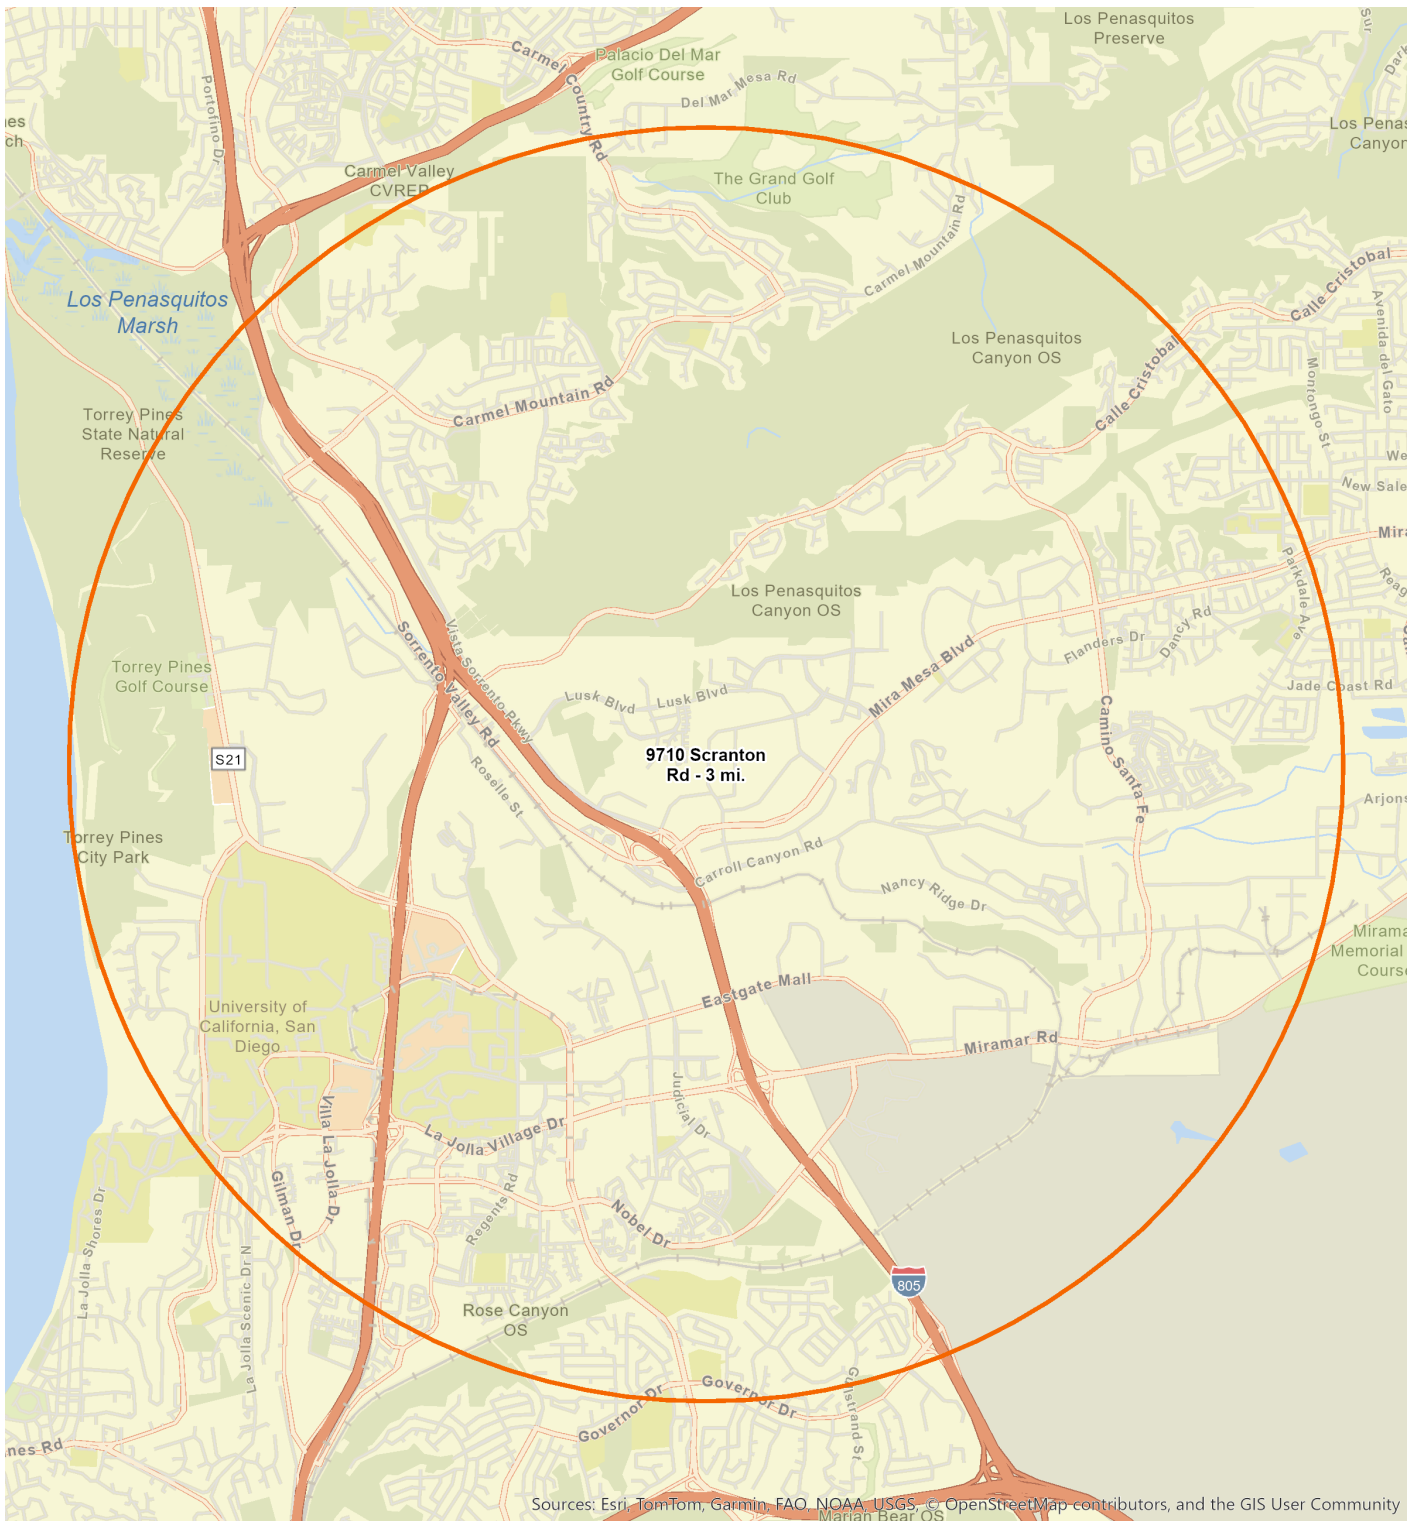 Los Penasquitos
Preserve
Carmel Country Rd
Palacio Del Mar
Golf Course
Del Mar Mesa Rd
Portofino Dr
Los Penas
Canyon
Carmel Valley
CVREP
The Grand Golf
Club
Carmel Mountain Rd
Calle Cristobal
Los Penasquitos
Marsh
Avenida del Gato
Los Penasquitos
Canyon OS
Calle Cristobal
Montongo St
Carmel Mountain Rd
Torrey Pines
State Natural
Reserve
We
New Sale
Mira
Parkdale Ave
Reag
Los Penasquitos
Canyon OS
Flanders Dr
Dancy Rd
Sorrento Valley Rd
Vista Sorrento Pkwy
Torrey Pines
Golf Course
Lusk Blvd
Lusk Blvd
Mira Mesa Blvd
Jade Coast Rd
Camino Santa Fe
S21
9710 Scranton
Rd - 3 mi.
Roselle St
Arjons
Torrey Pines
City Park
Carroll Canyon Rd
Nancy Ridge Dr
Mirama
Memorial
Course
Eastgate Mall
University of
California, San
Diego
Miramar Rd
Judicial Dr
Villa La Jolla Dr
La Jolla Village Dr
Gilman Dr
Regents Rd
Nobel Dr
La Jolla Shores Dr
La Jolla Scenic Dr N
805
Rose Canyon
OS
Governor Dr
Governor Dr
Gullstrand St
ines Rd
Sources: Esri, TomTom, Garmin, FAO, NOAA, USGS, © OpenStreetMap contributors, and the GIS User Community
Marian Bear OS